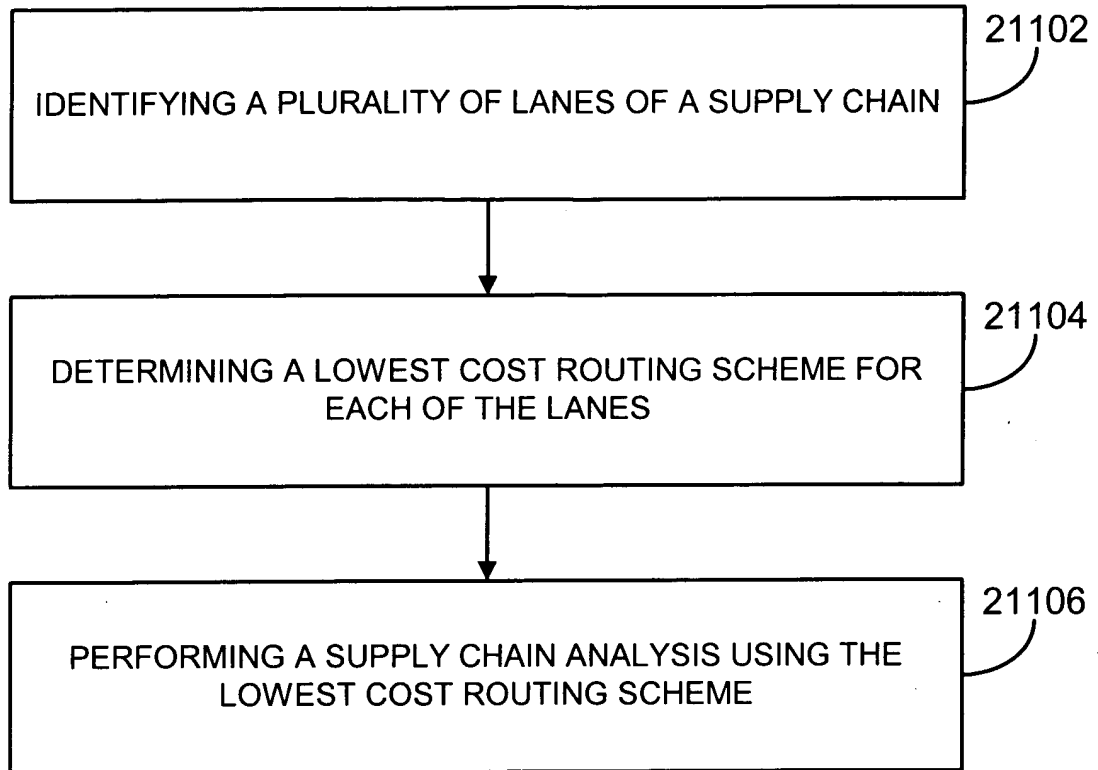 21102
IDENTIFYING A PLURALITY OF LANES OF A SUPPLY CHAIN
21104
DETERMINING A LOWEST COST ROUTING SCHEME FOR
EACH OF THE LANES
21106
PERFORMING A SUPPLY CHAIN ANALYSIS USING THE
LOWEST COST ROUTING SCHEME